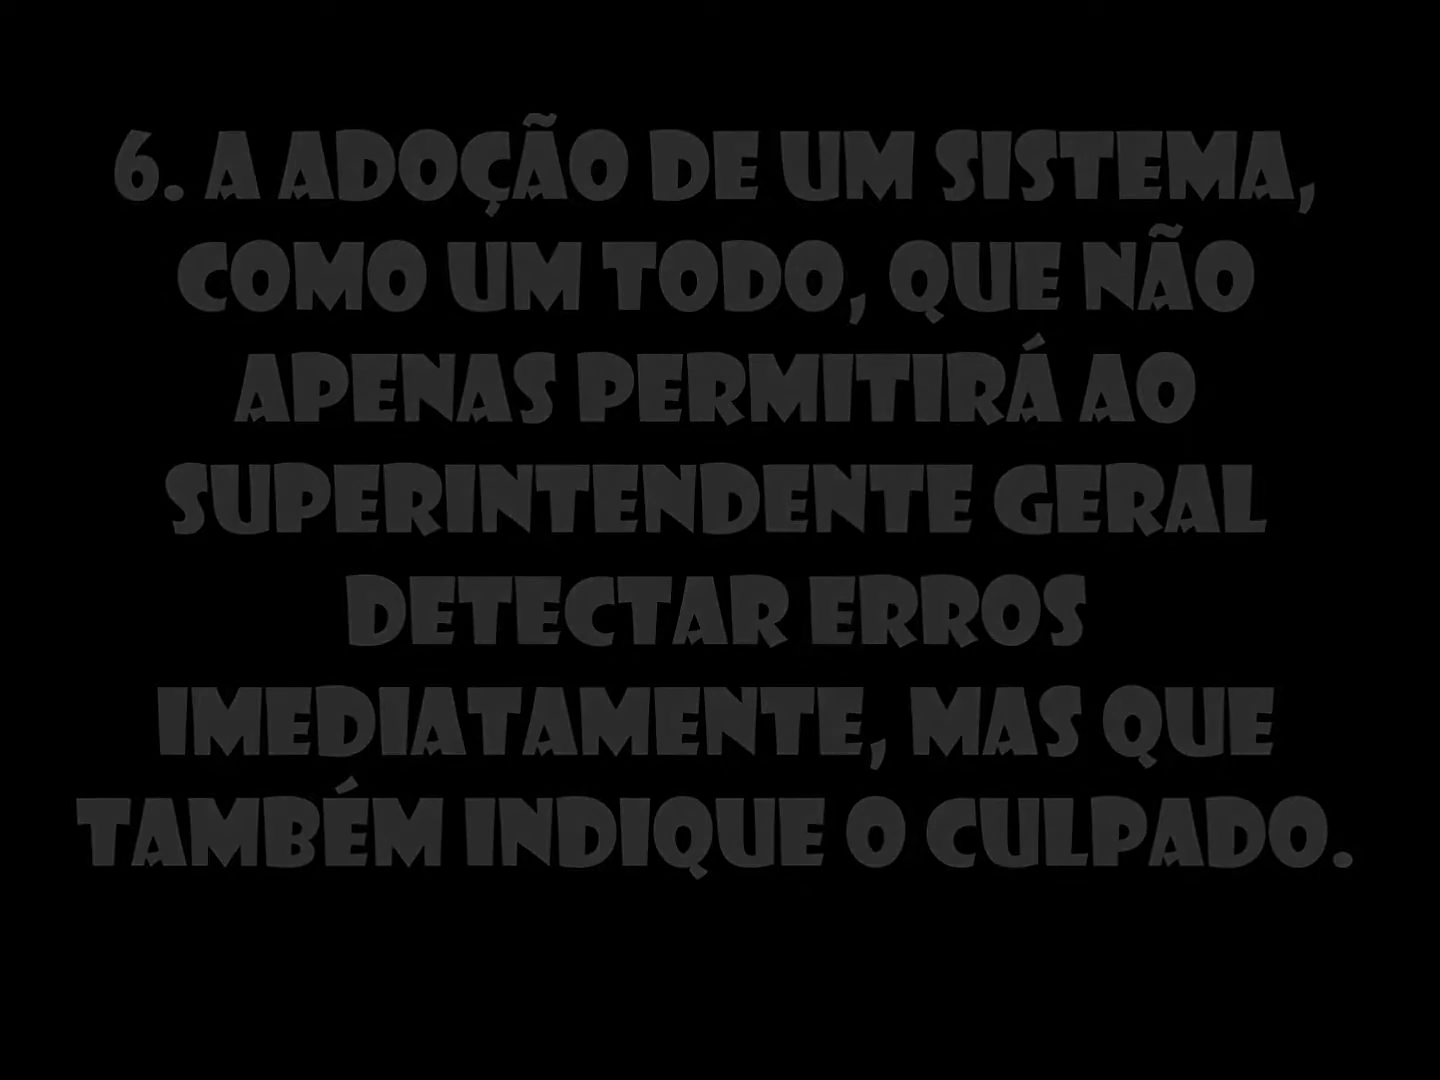 6. A ADOÇÃO DE UM SISTEMA,
COMO UM TODO, QUE NÃO
APENAS PERMITIRÁ AO
SUPERINTENDENTE GERAL
DETECTAR ERROS
IMEDIATAMENTE, MAS QUE
TAMBÉM INDIQUE O CULPADO.